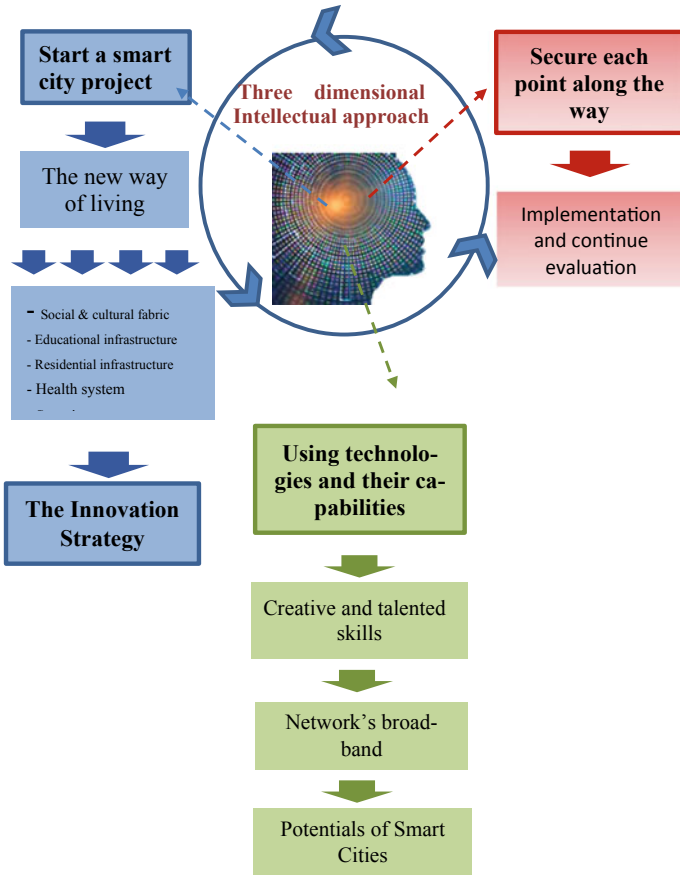 Start a smart
city project
Three dimensional
Intellectual approach
Secure each
point along the
way
The new way
of living
Implementation
and continue
evaluation
- Social & cultural fabric
- Educational infrastructure
- Residential infrastructure
- Health system
The Innovation
Strategy
Using technolo-
gies and their ca-
pabilities
Creative and talented
skills
Network’s broad-
band
Potentials of Smart
Cities